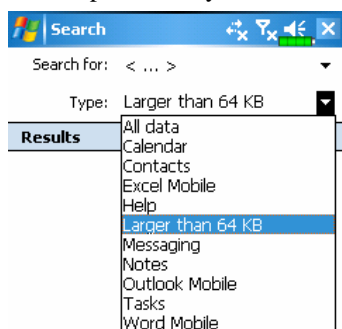 Search
Search for: < ... >
Type: Larger than 64 KB
Results
All data
Calendar
Contacts
Excel Mobile
Help
Larger than 64 KB
Messaging
Notes
Outlook Mobile
Tasks
Word Mobile